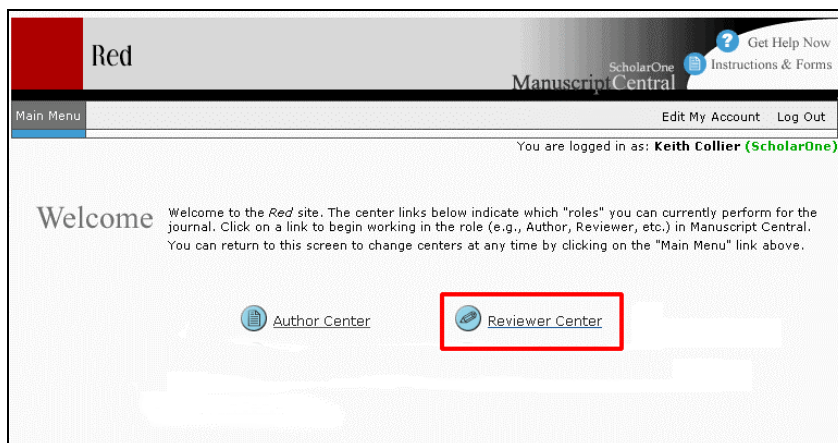 Red
Get Help Now
ScholarOne
Instructions & Forms
ManuscriptCentral
Main Menu
Edit My Account Log Out
You are logged in as: Keith Collier (ScholarOne)
Welcome
Welcome to the Red site. The center links below indicate which "roles" you can currently perform for the
journal. Click on a link to begin working in the role (e.g., Author, Reviewer, etc.) in Manuscript Central.
You can return to this screen to change centers at any time by clicking on the "Main Menu" link above.
Author Center
Reviewer Center